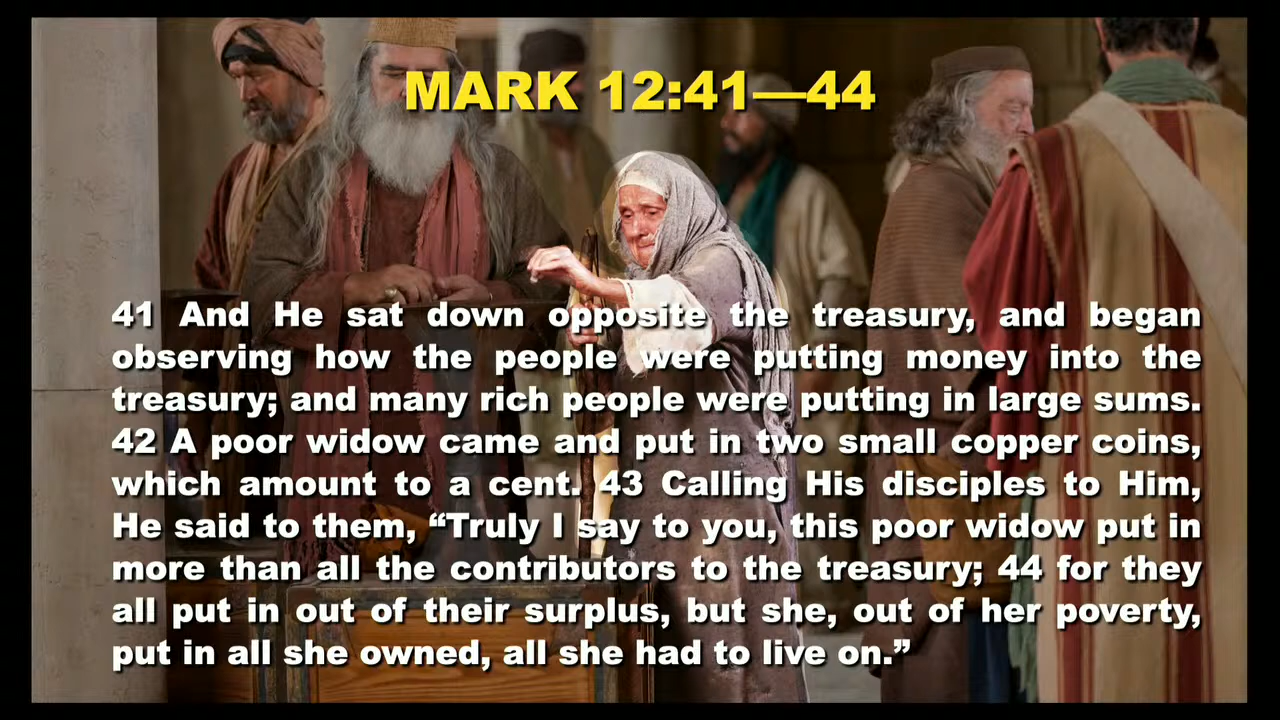 MARK 12:41—44
41 And He sat down opposite the treasury, and began
observing how the people were putting money into the
treasury; and many rich people were putting in large sums.
42 A poor widow came and put in two small copper coins,
which amount to a cent. 43 Calling His disciples to Him,
He said to them, “Truly I say to you, this poor widow put in
more than all the contributors to the treasury; 44 for they
all put in out of their surplus, but she, out of her poverty,
put in all she owned, all she had to live on.”